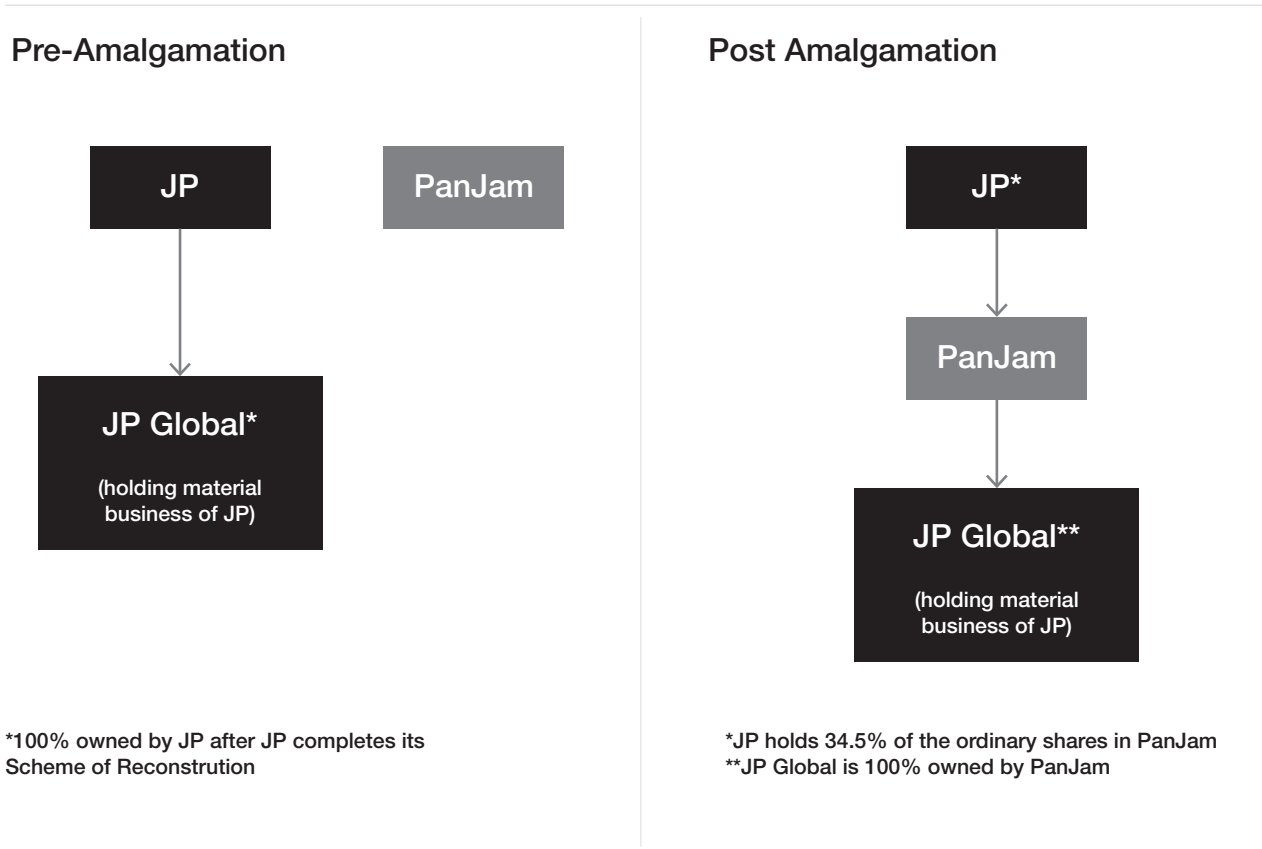 Pre-Amalgamation
JP
PanJam
JP Global*
(holding material
business of JP)
*100% owned by JP after JP completes its
Scheme of Reconstrution
Post Amalgamation
JP*
PanJam
JP Global**
(holding material
business of JP)
*JP holds 34.5% of the ordinary shares in PanJam
**JP Global is 100% owned by PanJam